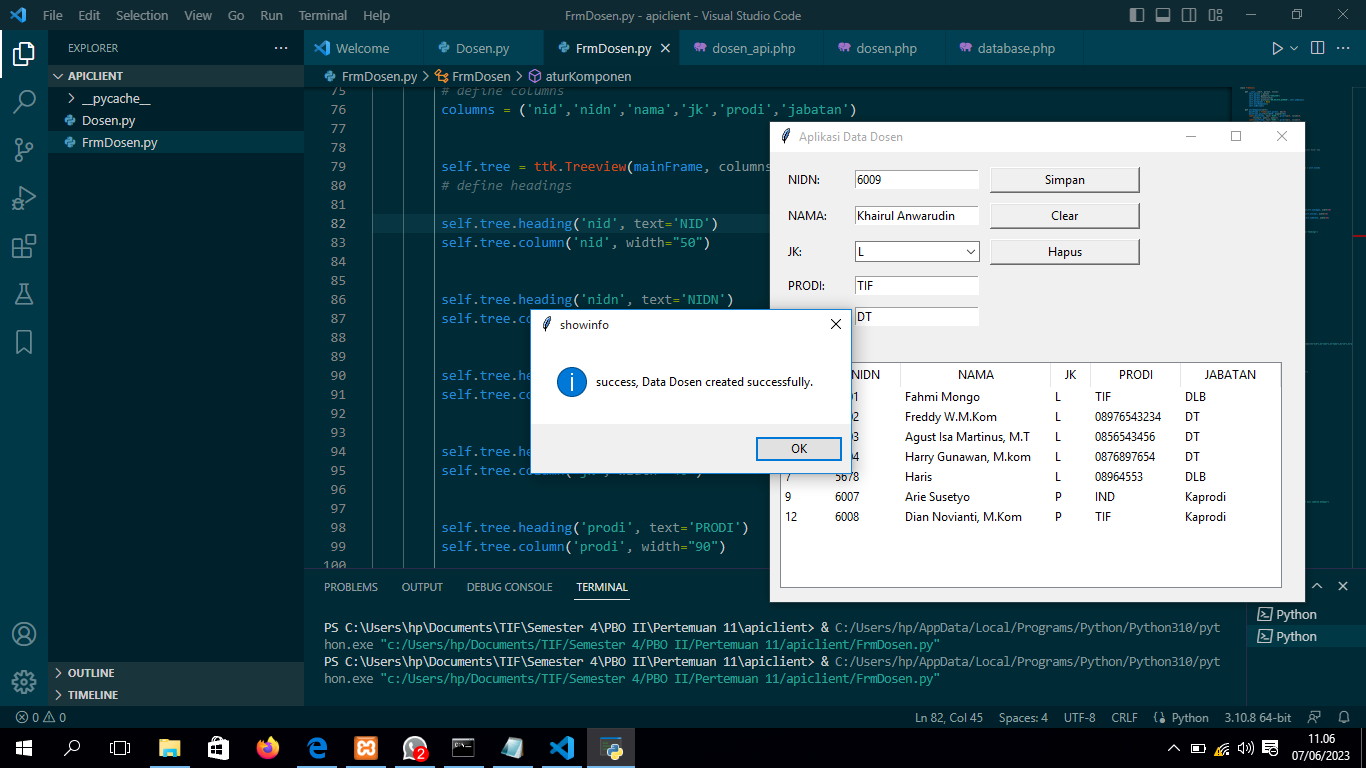 File Edit Selection View Go Run Terminal Help
FrmDosen.py - apiclient - Visual Studio Code
EXPLORER
Welcome
Dosen.py
FrmDosen.py
dosen_api.php
dosen.php
database.php
APICLIENT
__pycache__
Dosen.py
FrmDosen.py
FrmDosen.py > FrmDosen > aturKomponen
75 # define columns
76 columns = ('nid','nidn','nama','jk','prodi','jabatan')
77
78
79 self.tree = ttk.Treeview(mainFrame, columns
80 # define headings
81
82 self.tree.heading('nid', text='NID')
83 self.tree.column('nid', width="50")
84
85
86 self.tree.heading('nidn', text='NIDN')
87 self.tree.co
88
89
90 self.tree.he
91 self.tree.co
92
93
94 self.tree.he
95 self.tree.column('jk', width="40")
96
97
98 self.tree.heading('prodi', text='PRODI')
99 self.tree.column('prodi', width="90")
100
Aplikasi Data Dosen
NIDN: 6009 Simpan
NAMA: Khairul Anwarudin Clear
JK: L Hapus
PRODI: TIF
DT
NIDN NAMA JK PRODI JABATAN
01 Fahmi Mongo L TIF DLB
02 Freddy W.M.Kom L 08976543234 DT
03 Agust Isa Martinus, M.T L 0856543456 DT
04 Harry Gunawan, M.kom L 0876897654 DT
7 5678 Haris L 08964553 DLB
9 6007 Arie Susetyo P IND Kaprodi
12 6008 Dian Novianti, M.Kom P TIF Kaprodi
showinfo
success, Data Dosen created successfully.
OK
PROBLEMS OUTPUT DEBUG CONSOLE TERMINAL
PS C:\Users\hp\Documents\TIF\Semester 4\PBO II\Pertemuan 11\apiclient> & C:/Users/hp/AppData/Local/Programs/Python/Python310/pyt
hon.exe "c:/Users/hp/Documents/TIF/Semester 4/PBO II/Pertemuan 11/apiclient/FrmDosen.py"
PS C:\Users\hp\Documents\TIF\Semester 4\PBO II\Pertemuan 11\apiclient> & C:/Users/hp/AppData/Local/Programs/Python/Python310/pyt
hon.exe "c:/Users/hp/Documents/TIF/Semester 4/PBO II/Pertemuan 11/apiclient/FrmDosen.py"
Python
Python
OUTLINE
TIMELINE
0 0
Ln 82, Col 45 Spaces: 4 UTF-8 CRLF Python 3.10.8 64-bit
2
11.06
07/06/2023